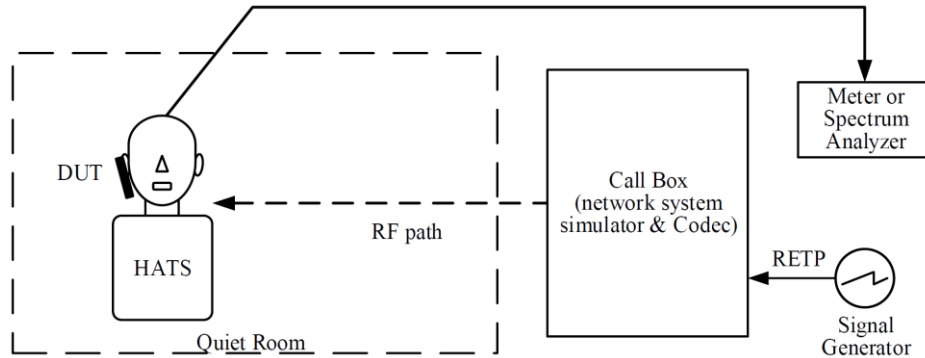 DUT
HATS
Quiet Room
RF path
Call Box
(network system
simulator & Codec)
RETP
Signal
Generator
Meter or
Spectrum
Analyzer